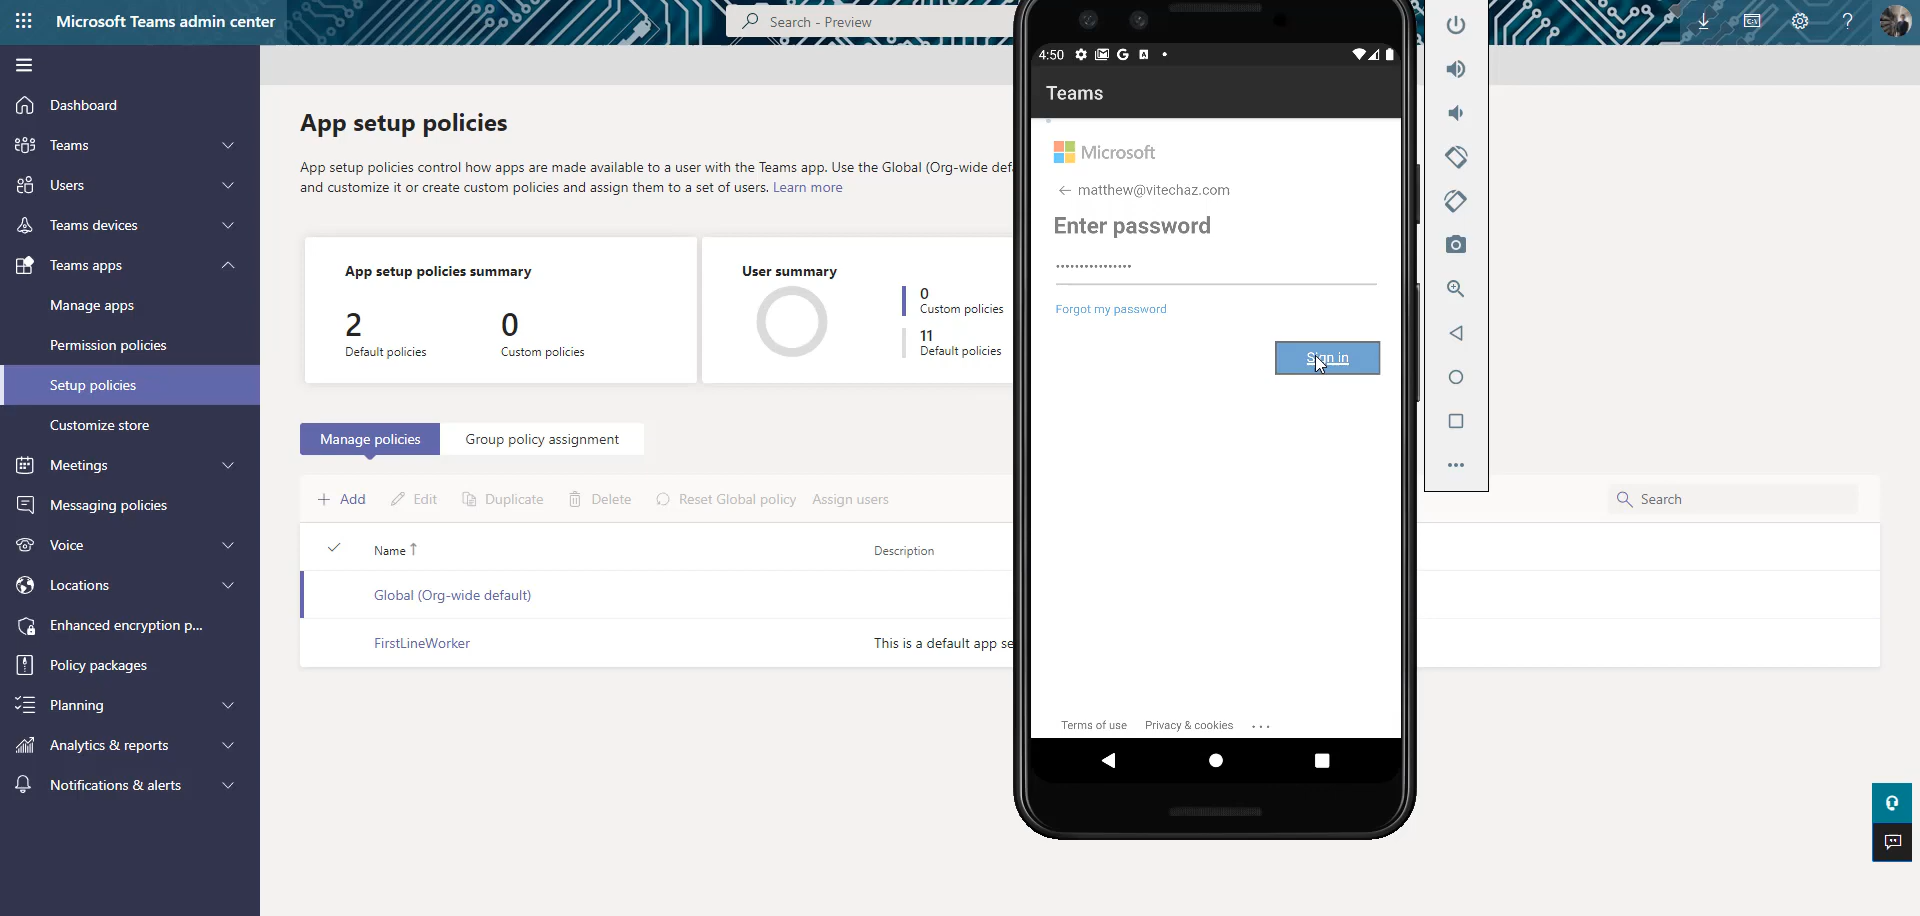 Microsoft Teams admin center
Search - Preview
Dashboard
Teams
Users
Teams devices
Teams apps
Manage apps
Permission policies
Setup policies
Customize store
Meetings
Messaging policies
Voice
Locations
Enhanced encryption p...
Policy packages
Planning
Analytics & reports
Notifications & alerts
App setup policies
App setup policies control how apps are made available to a user with the Teams app. Use the Global (Org-wide def
and customize it or create custom policies and assign them to a set of users. Learn more
App setup policies summary
2
Default policies
0
Custom policies
User summary
0
Custom policies
11
Default policies
Manage policies
Group policy assignment
Add
Edit
Duplicate
Delete
Reset Global policy
Assign users
Search
Name
Description
Global (Org-wide default)
FirstLineWorker
This is a default app se
4:50
Teams
Microsoft
matthew@vitechaz.com
Enter password
Forgot my password
Sign in
Terms of use
Privacy & cookies